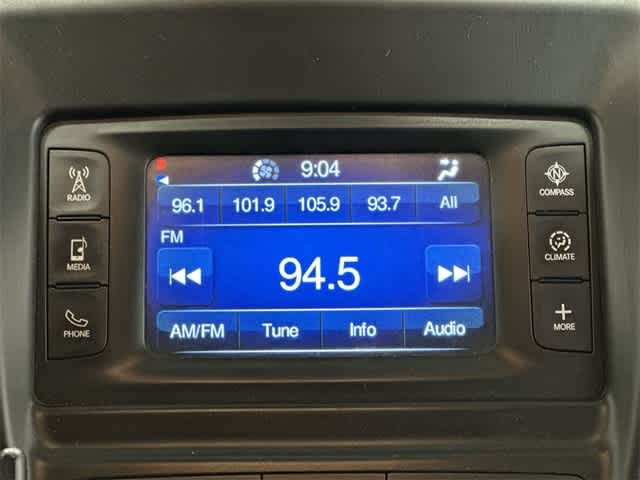 9:04
96.1 101.9 105.9 93.7 All
FM
94.5
AM/FM Tune Info Audio
RADIO
MEDIA
PHONE
N
COMPASS
CLIMATE
MORE